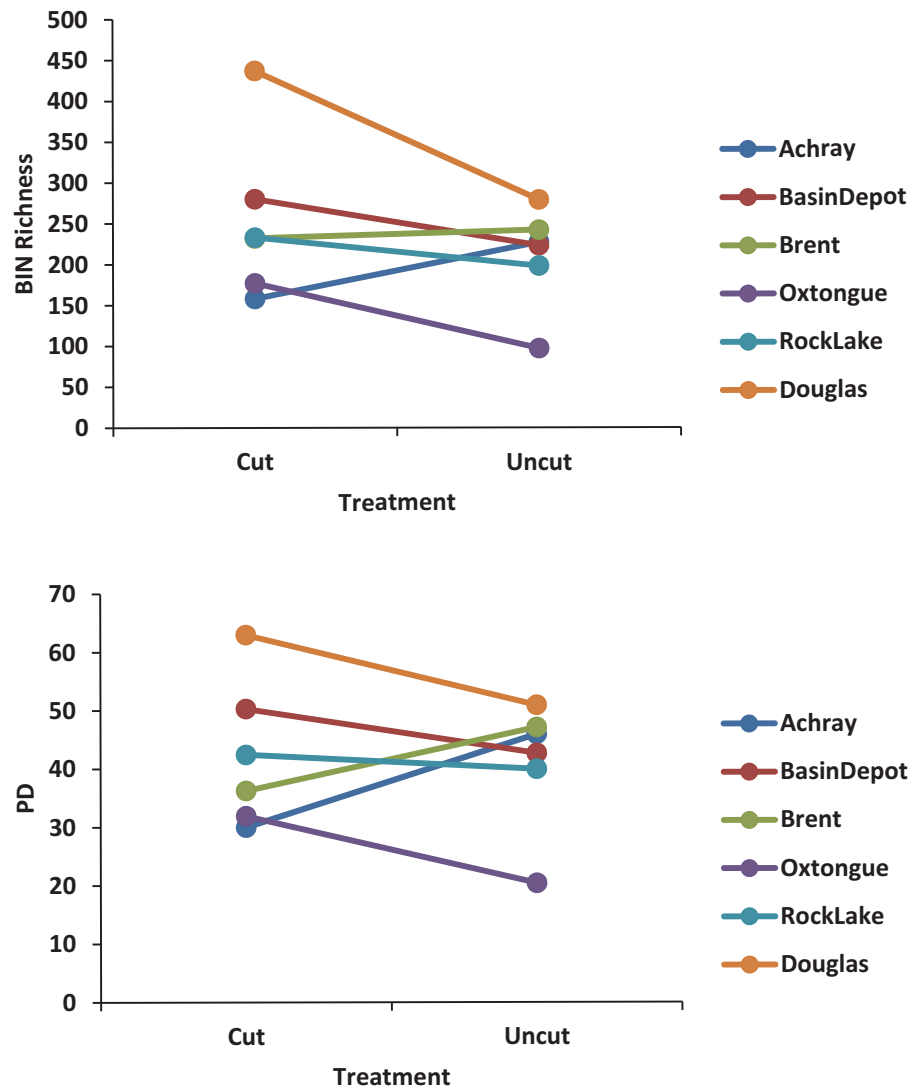 500
450
400
350
300
250
200
150
100
50
0
BIN Richness
Cut
Uncut
Treatment
Achray
BasinDepot
Brent
Oxtongue
RockLake
Douglas
70
60
50
40
30
20
10
0
PD
Cut
Uncut
Treatment
Achray
BasinDepot
Brent
Oxtongue
RockLake
Douglas